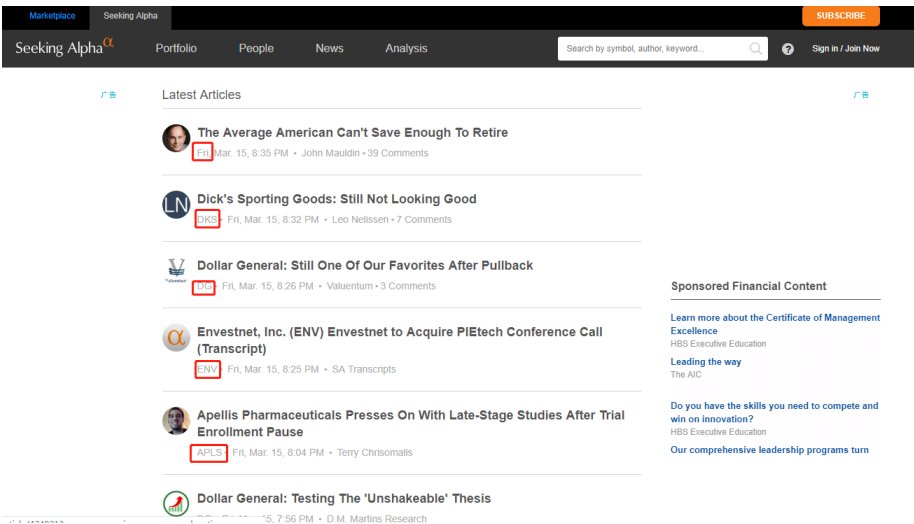 Marketplace Seeking Alpha SUBSCRIBE
Seeking Alphaα Portfolio People News Analysis Search by symbol, author, keyword... ? Sign in / Join Now
广告 Latest Articles 广告
The Average American Can't Save Enough To Retire
Fri, Mar. 15, 8:35 PM • John Mauldin • 39 Comments
LN Dick's Sporting Goods: Still Not Looking Good
DKS • Fri, Mar. 15, 8:32 PM • Leo Nelissen • 7 Comments
Dollar General: Still One Of Our Favorites After Pullback
DG • Fri, Mar. 15, 8:26 PM • Valuentum • 3 Comments
Envestnet, Inc. (ENV) Envestnet to Acquire PIEtech Conference Call
(Transcript)
ENV • Fri, Mar. 15, 8:25 PM • SA Transcripts
Apellis Pharmaceuticals Presses On With Late-Stage Studies After Trial
Enrollment Pause
APLS • Fri, Mar. 15, 8:04 PM • Terry Chrisomalis
Dollar General: Testing The 'Unshakeable' Thesis
15, 7:56 PM • D.M. Martins Research
Sponsored Financial Content
Learn more about the Certificate of Management
Excellence
HBS Executive Education
Leading the way
The AIC
Do you have the skills you need to compete and
win on innovation?
HBS Executive Education
Our comprehensive leadership programs turn